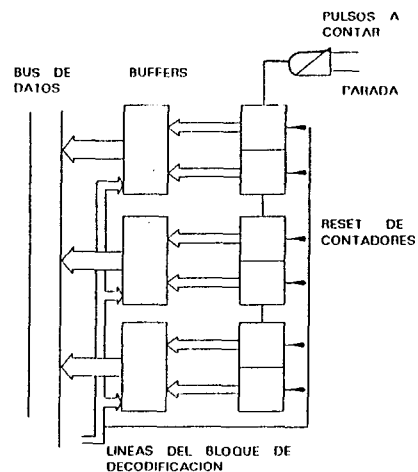 PULSOS A
CONTAR
BUS DE
DATOS
BUFFERS
PARADA
RESET DE
CONTADORES
LINEAS DEL BLOQUE DE
DECODIFICACION